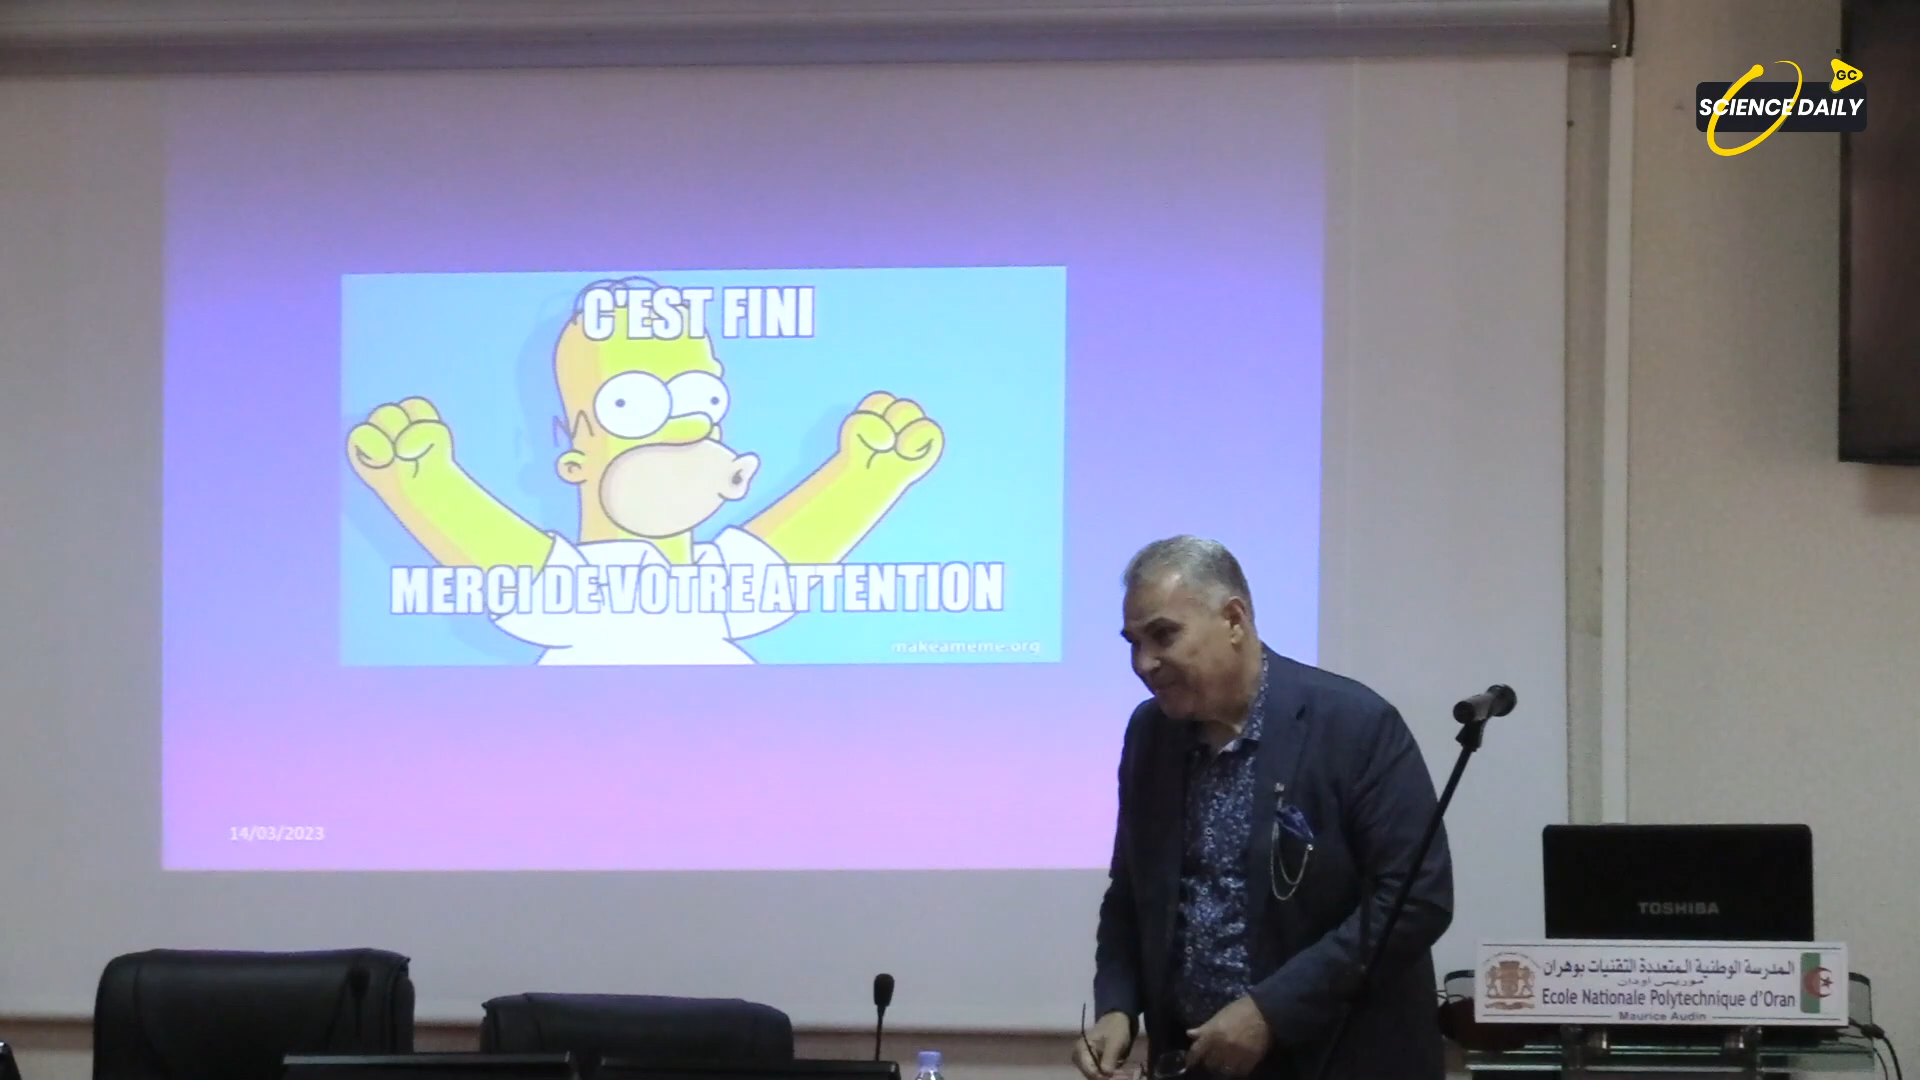 GC
SCIENCE DAILY
C'EST FINI
MERCI DE VOTRE ATTENTION
makeameme.org
14/03/2023
TOSHIBA
المدرسة الوطنية المتعددة التقنيات بوهران
موريس اودان
Ecole Nationale Polytechnique d'Oran
Maurice Audin